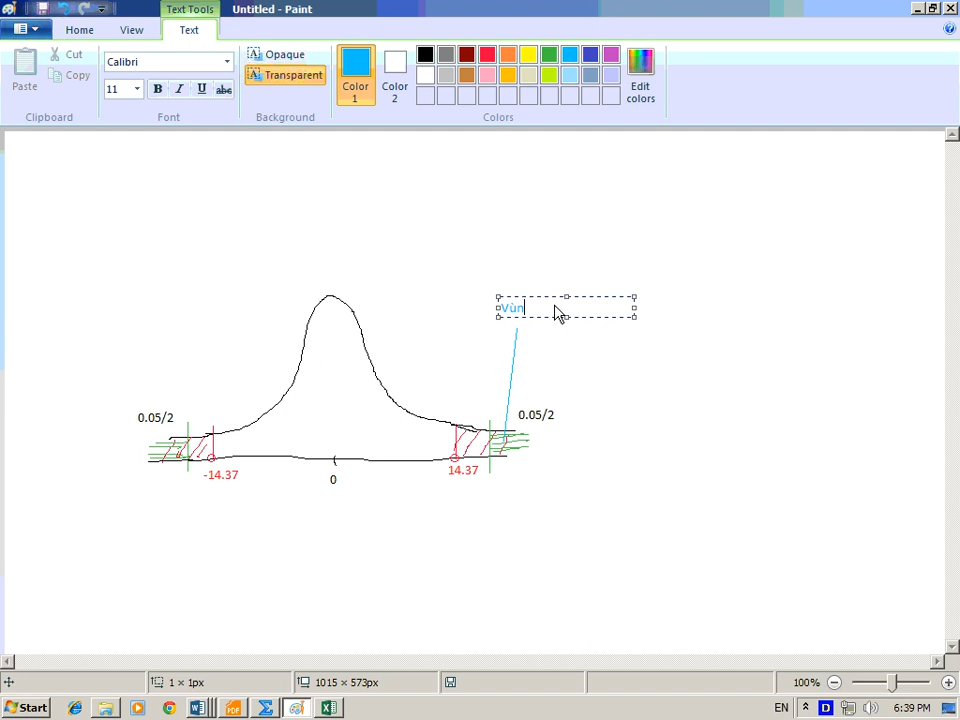 Text Tools
Untitled - Paint
Home
View
Text
Paste
Cut
Copy
Clipboard
Calibri
11
B I U abc
Font
Opaque
Transparent
Background
Color 1
Color 2
Edit colors
Colors
Vùn
0.05/2
0.05/2
-14.37
14.37
0
1 × 1px
1015 × 573px
100%
Start
EN
6:39 PM